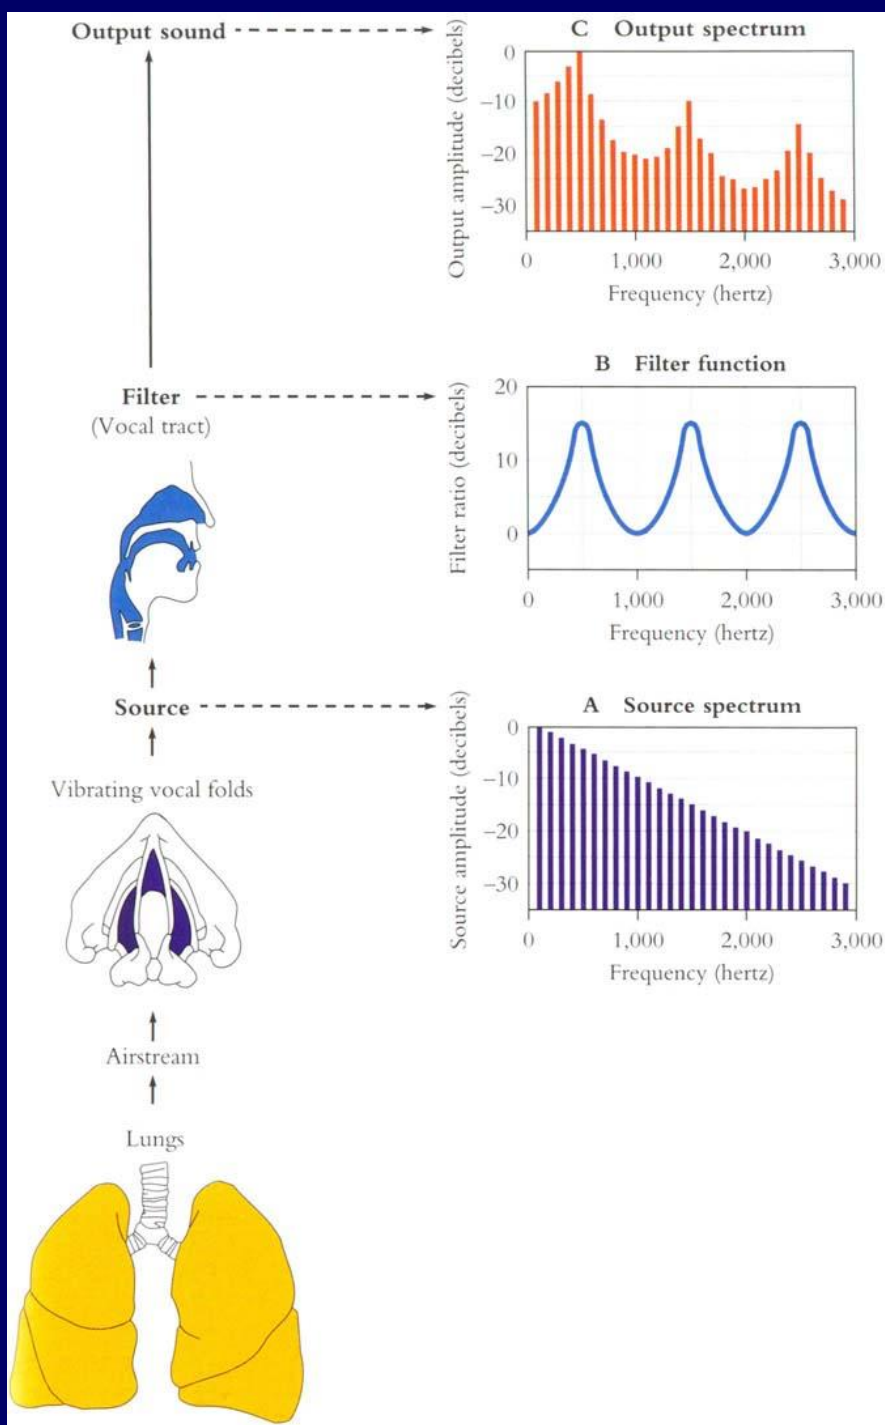 Output sound
C Output spectrum
Output amplitude (decibels)
0
−10
−20
−30
0 1,000 2,000 3,000
Frequency (hertz)
Filter
(Vocal tract)
B Filter function
Filter ratio (decibels)
20
10
0
0 1,000 2,000 3,000
Frequency (hertz)
Source
A Source spectrum
Source amplitude (decibels)
0
−10
−20
−30
0 1,000 2,000 3,000
Frequency (hertz)
Vibrating vocal folds
Airstream
Lungs